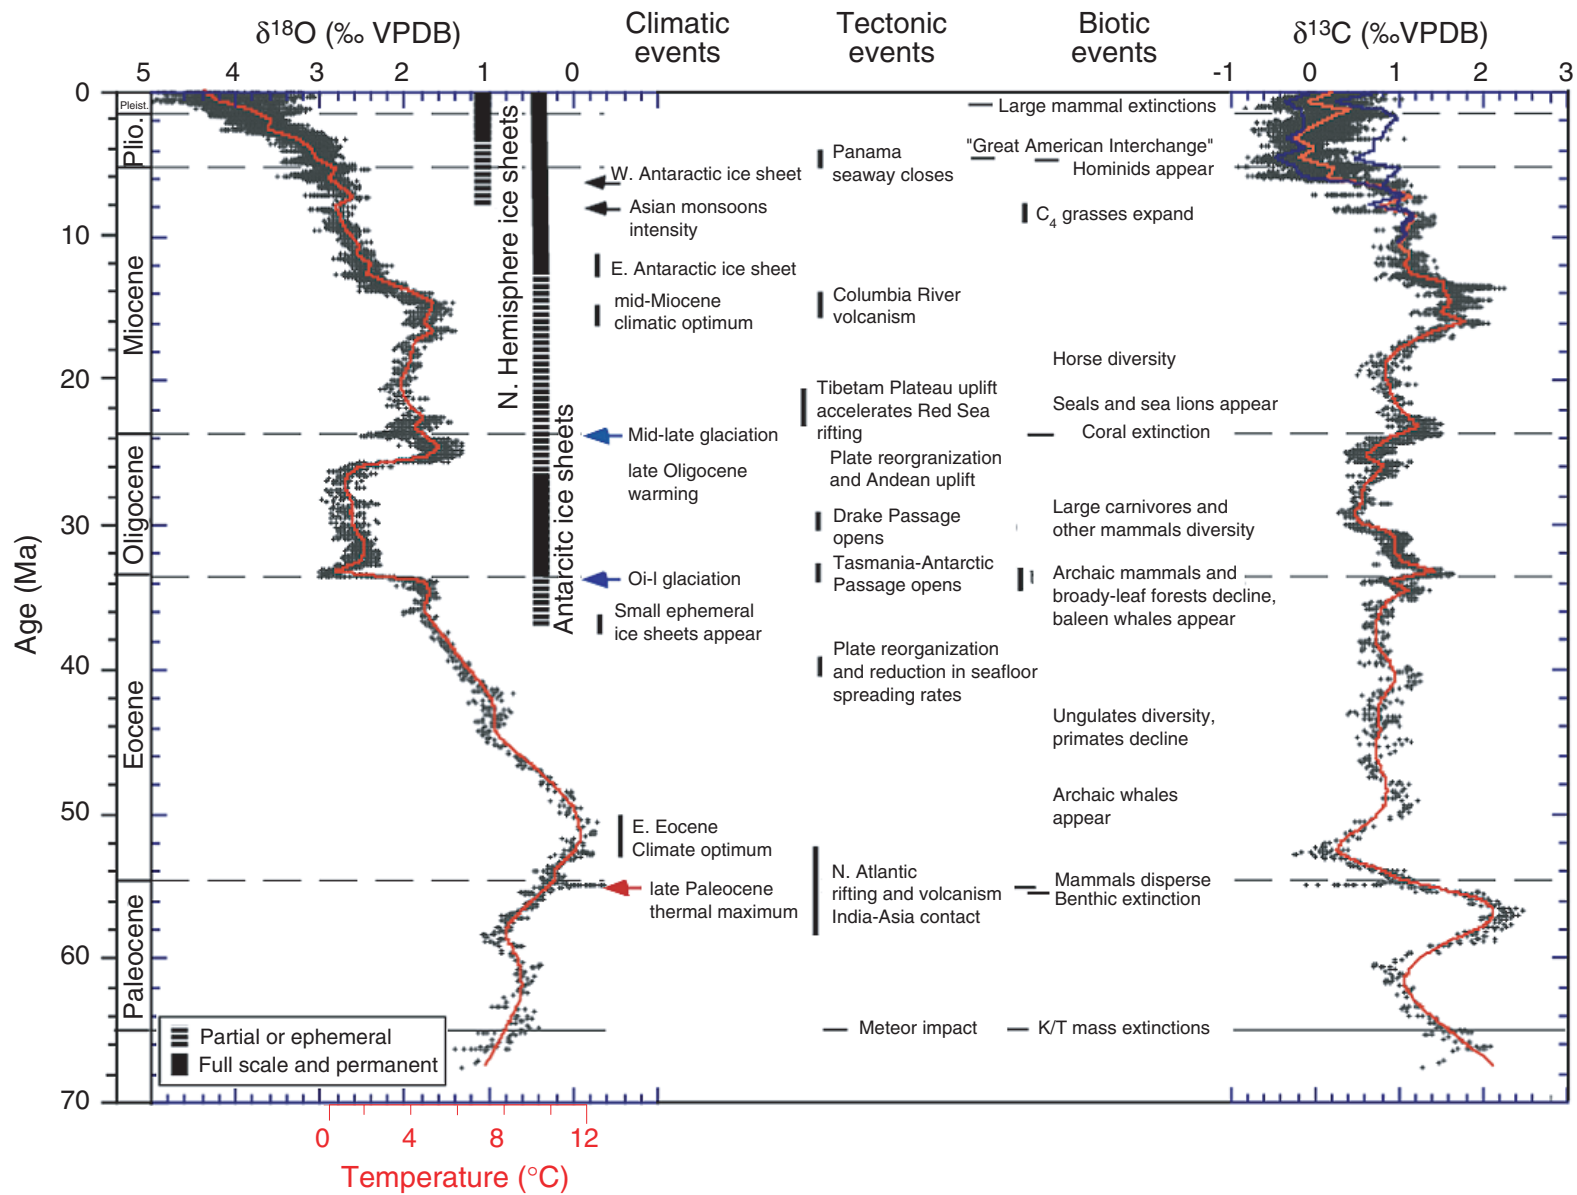 δ18O (‰ VPDB)
Climatic
events
Tectonic
events
Biotic
events
δ13C (‰VPDB)
5 4 3 2 1 0
-1 0 1 2 3
0
10
20
30
40
50
60
70
Age (Ma)
Pleist.
Plio.
Miocene
Oligocene
Eocene
Paleocene
N. Hemisphere ice sheets
Antarcitc ice sheets
W. Antaractic ice sheet
Asian monsoons
intensity
E. Antaractic ice sheet
mid-Miocene
climatic optimum
Mid-late glaciation
late Oligocene
warming
Oi-l glaciation
Small ephemeral
ice sheets appear
E. Eocene
Climate optimum
late Paleocene
thermal maximum
Panama
seaway closes
Columbia River
volcanism
Tibetam Plateau uplift
accelerates Red Sea
rifting
Plate reorgranization
and Andean uplift
Drake Passage
opens
Tasmania-Antarctic
Passage opens
Plate reorganization
and reduction in seafloor
spreading rates
N. Atlantic
rifting and volcanism
India-Asia contact
Meteor impact
Large mammal extinctions
"Great American Interchange"
Hominids appear
C4 grasses expand
Horse diversity
Seals and sea lions appear
Coral extinction
Large carnivores and
other mammals diversity
Archaic mammals and
broady-leaf forests decline,
baleen whales appear
Ungulates diversity,
primates decline
Archaic whales
appear
Mammals disperse
Benthic extinction
K/T mass extinctions
Partial or ephemeral
Full scale and permanent
0 4 8 12
Temperature (°C)